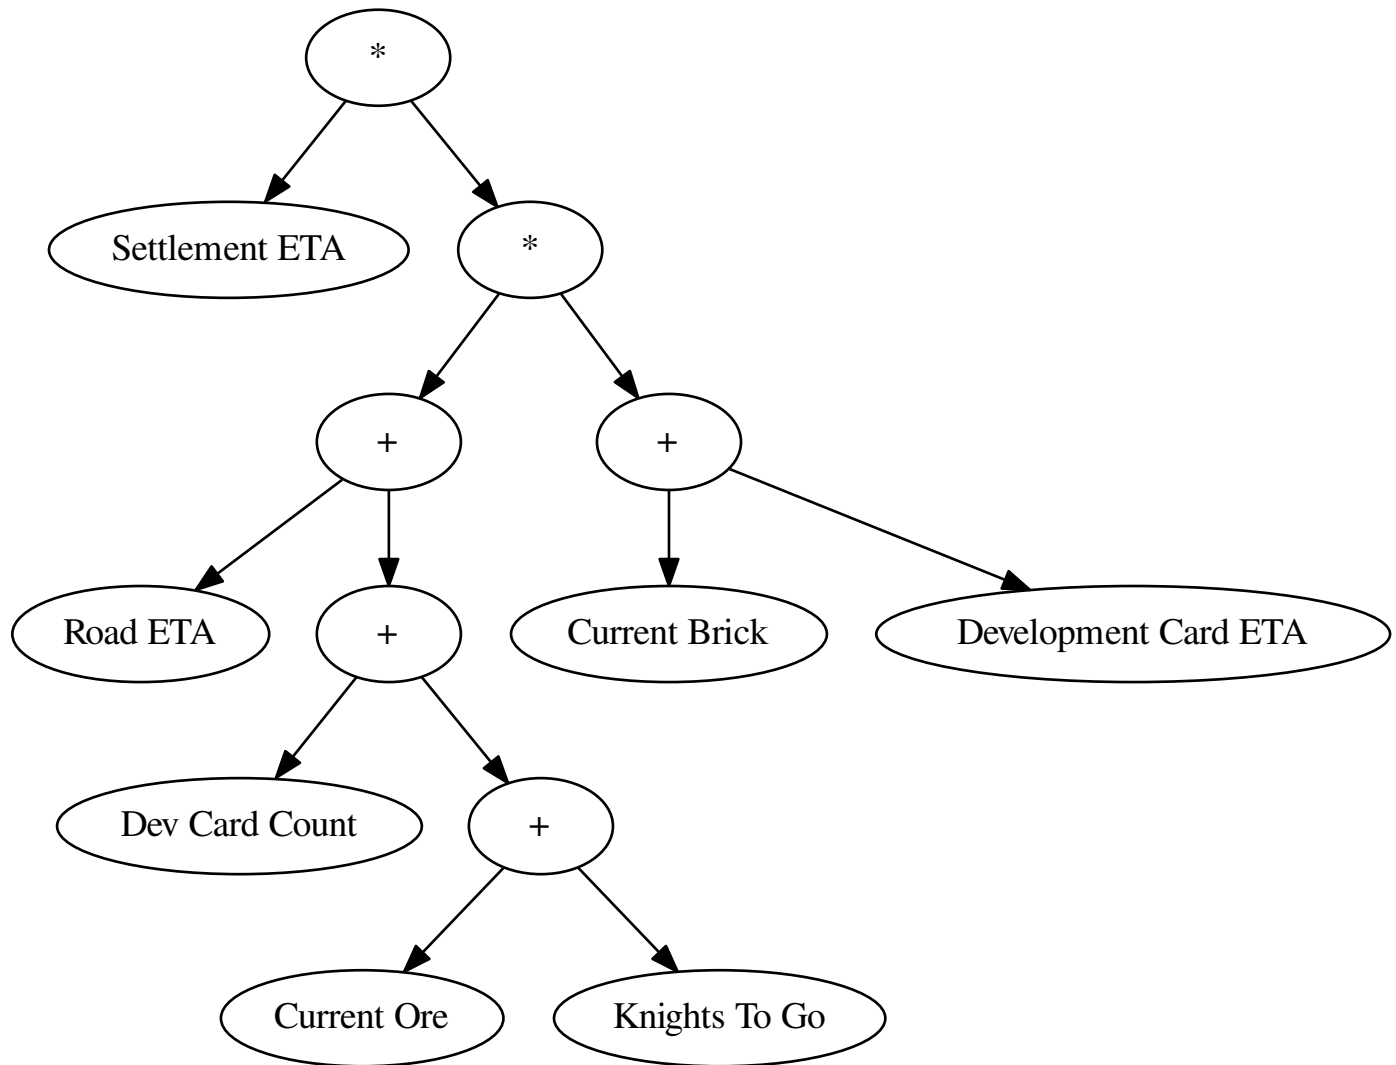 *
Settlement ETA
*
+
+
Road ETA
+
Current Brick
Development Card ETA
Dev Card Count
+
Current Ore
Knights To Go